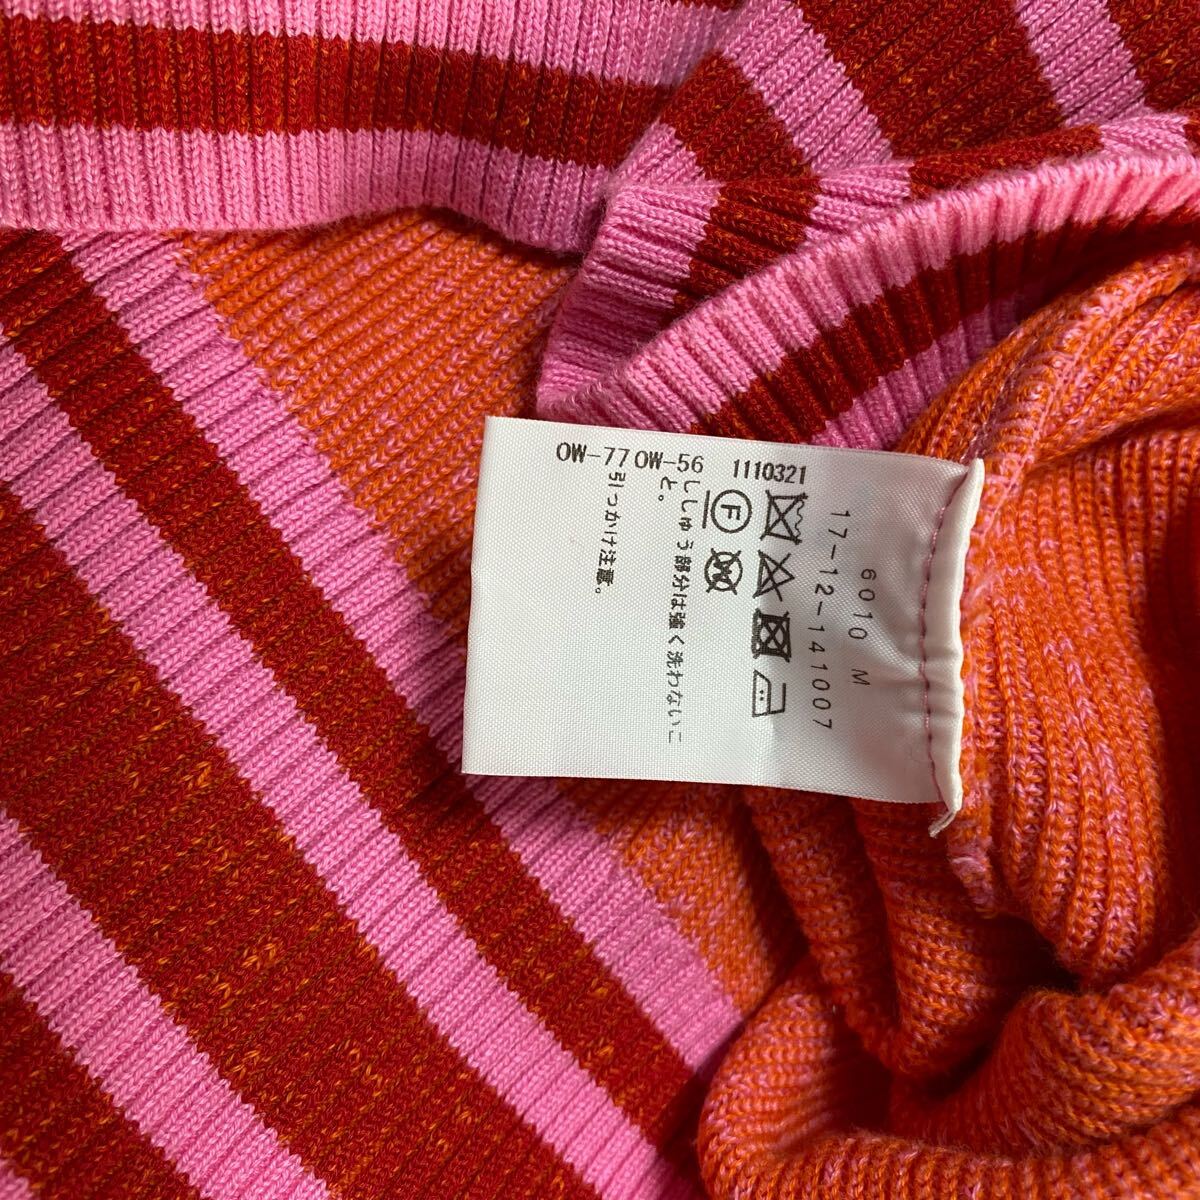 6010 M
17-12-141007
F
W
OW-77 OW-56 1110321
ししゅう部分は強く洗わないこ
と。
引っかけ注意。